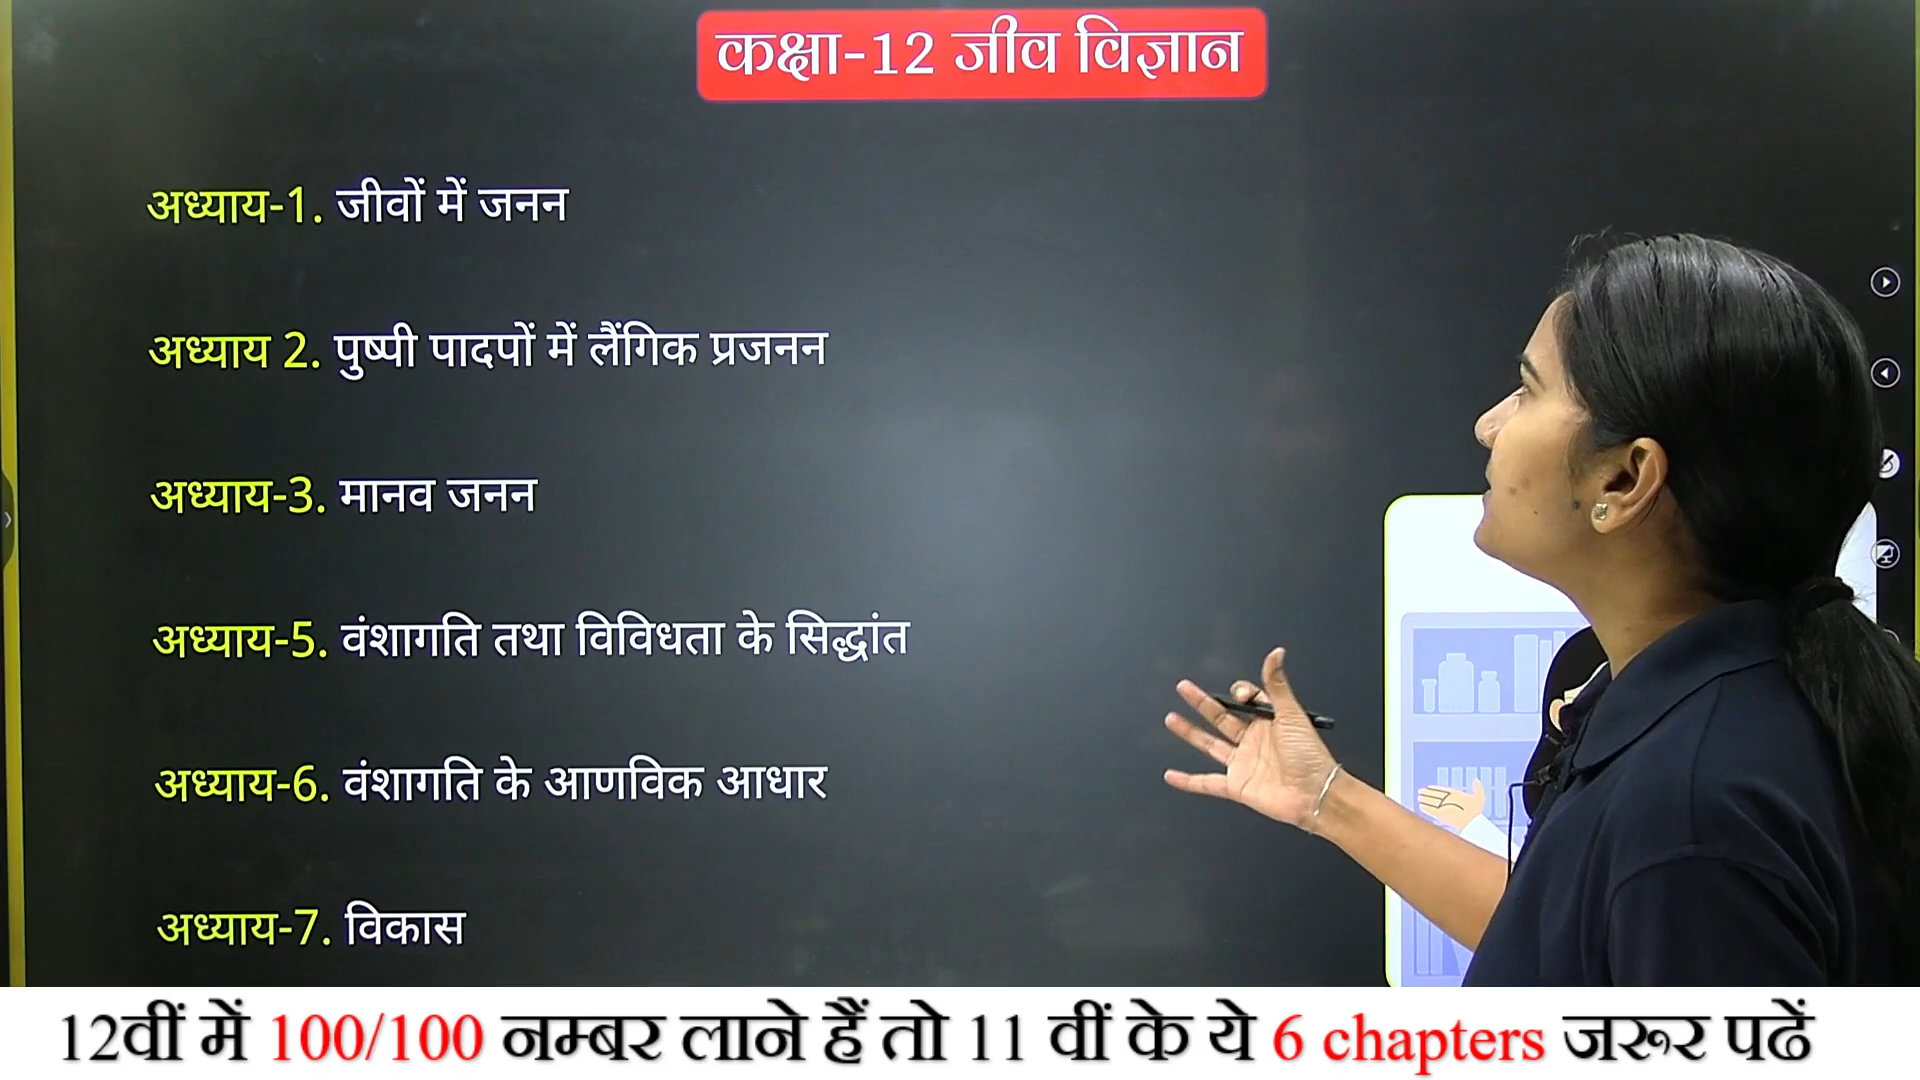 कक्षा-12 जीव विज्ञान
अध्याय-1. जीवों में जनन
अध्याय 2. पुष्पी पादपों में लैंगिक प्रजनन
अध्याय-3. मानव जनन
अध्याय-5. वंशागति तथा विविधता के सिद्धांत
अध्याय-6. वंशागति के आणविक आधार
अध्याय-7. विकास
12वीं में 100/100 नम्बर लाने हैं तो 11 वीं के ये 6 chapters जरूर पढें